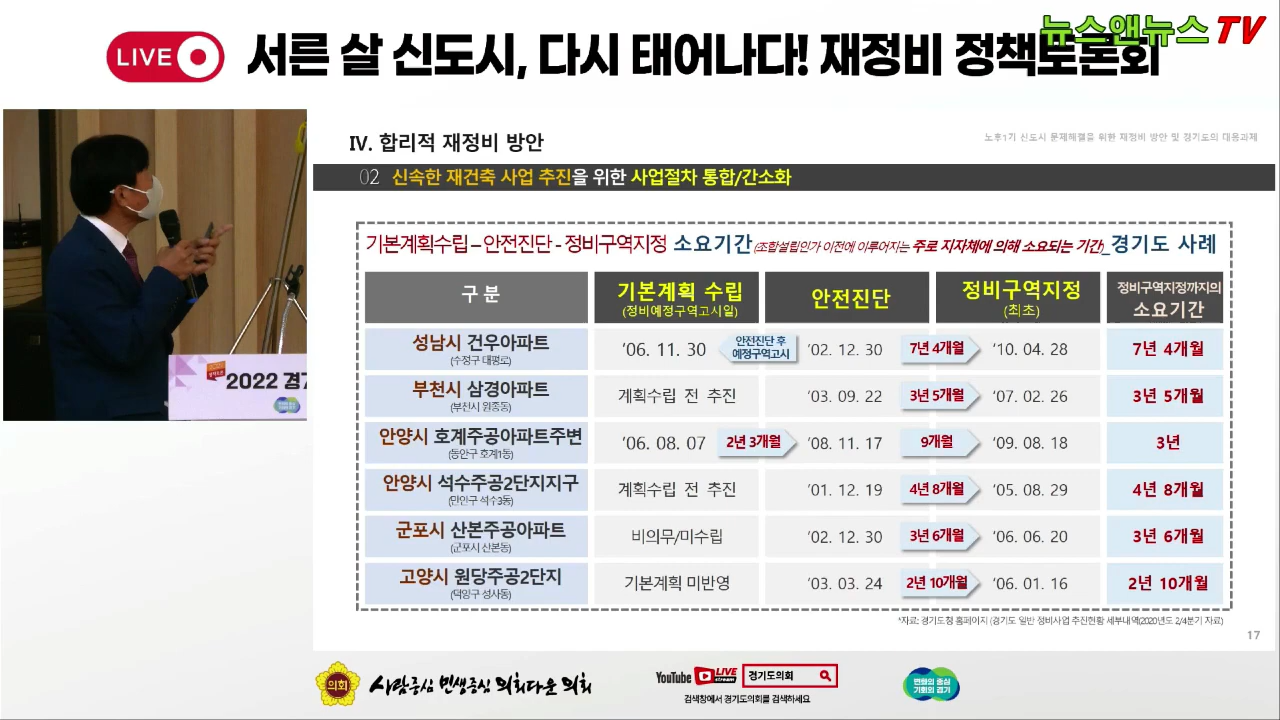 뉴스앤뉴스 TV
LIVE 서른 살 신도시, 다시 태어나다! 재정비 정책토론회
노후1기 신도시 문제해결을 위한 재정비 방안 및 경기도의 대응과제
Ⅳ. 합리적 재정비 방안
02 신속한 재건축 사업 추진을 위한 사업절차 통합/간소화
기본계획수립 – 안전진단 - 정비구역지정 소요기간 (조합설립인가 이전에 이루어지는 주로 지자체에 의해 소요되는 기간)_경기도 사례
구 분 기본계획 수립 (정비예정구역고시일) 안전진단 정비구역지정 (최초) 정비구역지정까지의 소요기간
성남시 건우아파트 (수정구 대평로) '06. 11. 30 안전진단 후 예정구역고시 '02. 12. 30 7년 4개월 '10. 04. 28 7년 4개월
부천시 삼경아파트 (부천시 원종동) 계획수립 전 추진 '03. 09. 22 3년 5개월 '07. 02. 26 3년 5개월
안양시 호계주공아파트주변 (동안구 호계1동) '06. 08. 07 2년 3개월 '08. 11. 17 9개월 '09. 08. 18 3년
안양시 석수주공2단지지구 (만안구 석수3동) 계획수립 전 추진 '01. 12. 19 4년 8개월 '05. 08. 29 4년 8개월
군포시 산본주공아파트 (군포시 산본동) 비의무/미수립 '02. 12. 30 3년 6개월 '06. 06. 20 3년 6개월
고양시 원당주공2단지 (덕양구 성사동) 기본계획 미반영 '03. 03. 24 2년 10개월 '06. 01. 16 2년 10개월
*자료: 경기도청 홈페이지 (경기도 일반 정비사업 추진현황 세부내역(2020년도 2/4분기 자료)
17
2022 경기
의회 사람중심 민생중심 의회다운 의회
YouTube LIVE stream 경기도의회
검색창에서 경기도의회를 검색하세요
변화의 중심
기회의 경기